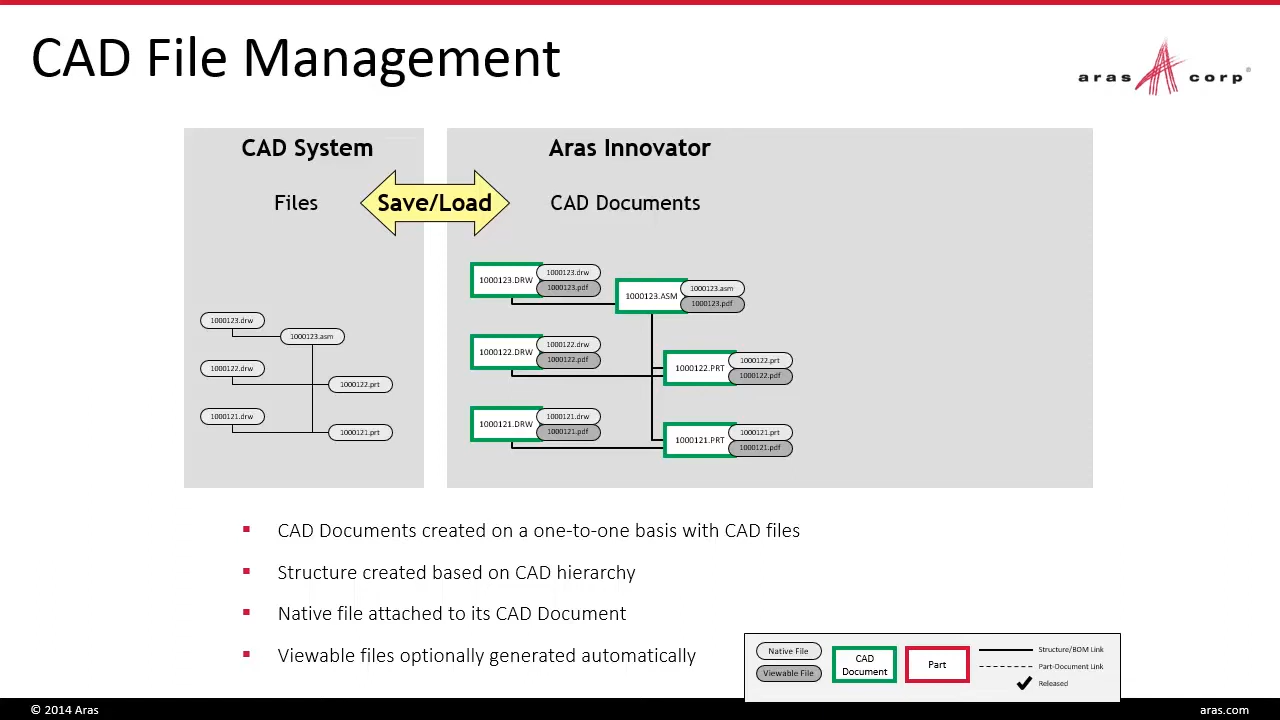 CAD File Management
aras corp®
CAD System
Aras Innovator
Files
Save/Load
CAD Documents
1000123.drw
1000123.asm
1000122.drw
1000122.prt
1000121.drw
1000121.prt
1000123.DRW
1000123.drw
1000123.pdf
1000123.ASM
1000123.asm
1000123.pdf
1000122.DRW
1000122.drw
1000122.pdf
1000122.PRT
1000122.prt
1000122.pdf
1000121.DRW
1000121.drw
1000121.pdf
1000121.PRT
1000121.prt
1000121.pdf
▪ CAD Documents created on a one-to-one basis with CAD files
▪ Structure created based on CAD hierarchy
▪ Native file attached to its CAD Document
▪ Viewable files optionally generated automatically
Native File
Viewable File
CAD
Document
Part
Structure/BOM Link
Part-Document Link
Released
© 2014 Aras
aras.com